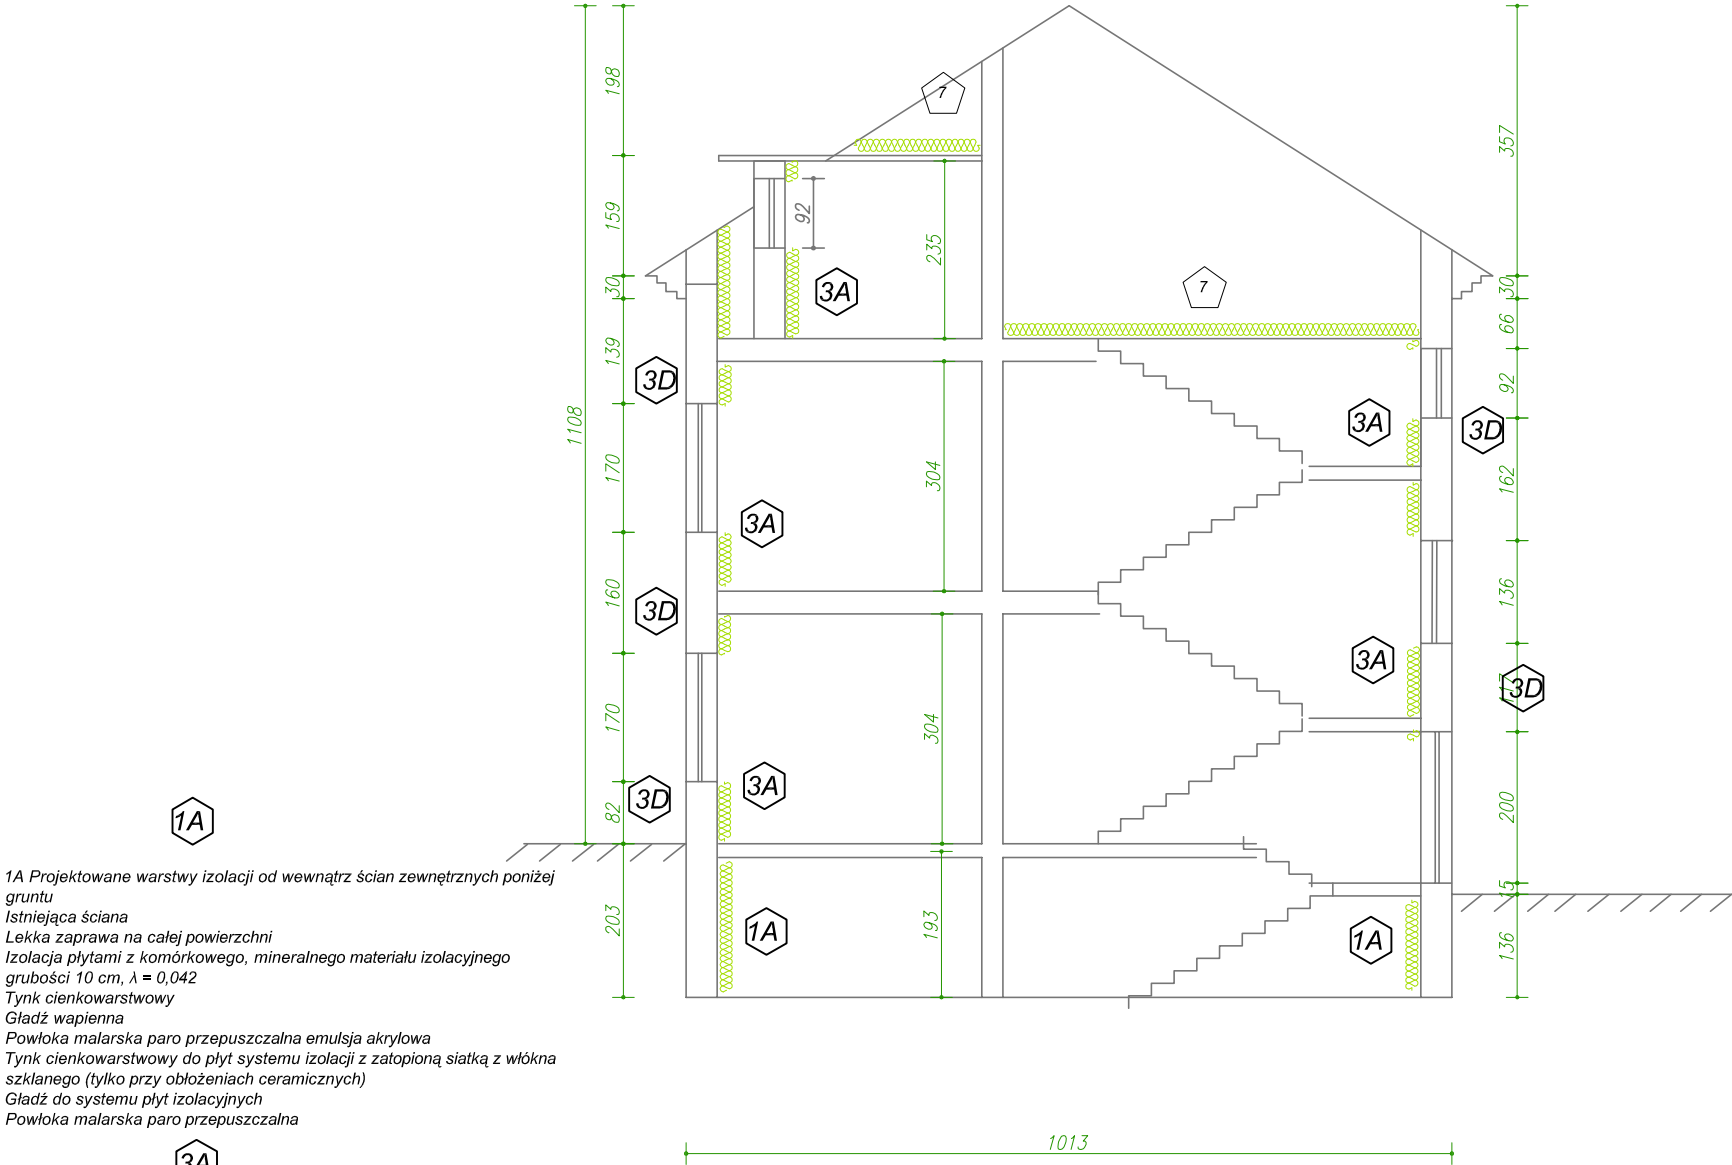 198
7
357
159
92
235
3A
7
30
30
66
139
3D
92
1108
3A
3D
170
304
162
3A
160
3D
136
3A
117
3D
170
304
3A
3D
82
200
1A
1A Projektowane warstwy izolacji od wewnątrz ścian zewnętrznych poniżej
gruntu
Istniejąca ściana
Lekka zaprawa na całej powierzchni
Izolacja płytami z komórkowego, mineralnego materiału izolacyjnego
grubości 10 cm, λ = 0,042
Tynk cienkowarstwowy
Gładź wapienna
Powłoka malarska paro przepuszczalna emulsja akrylowa
Tynk cienkowarstwowy do płyt systemu izolacji z zatopioną siatką z włókna
szklanego (tylko przy obłożeniach ceramicznych)
Gładź do systemu płyt izolacyjnych
Powłoka malarska paro przepuszczalna
203
1A
193
1A
15
136
3A
1013